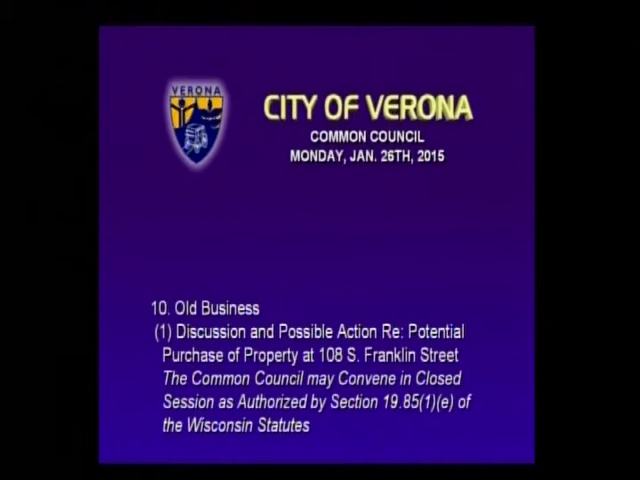 VERONA
CITY OF VERONA
COMMON COUNCIL
MONDAY, JAN. 26TH, 2015
10. Old Business
(1) Discussion and Possible Action Re: Potential
Purchase of Property at 108 S. Franklin Street
The Common Council may Convene in Closed
Session as Authorized by Section 19.85(1)(e) of
the Wisconsin Statutes